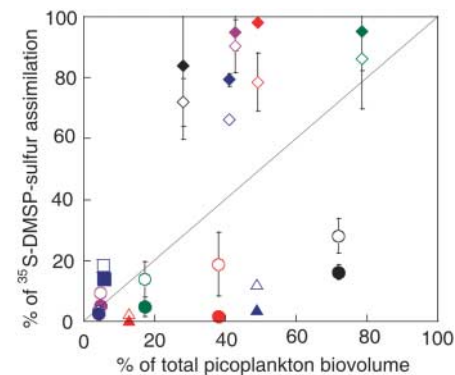 % of ³⁵S-DMSP-sulfur assimilation
100
80
60
40
20
0
0 20 40 60 80 100
% of total picoplankton biovolume